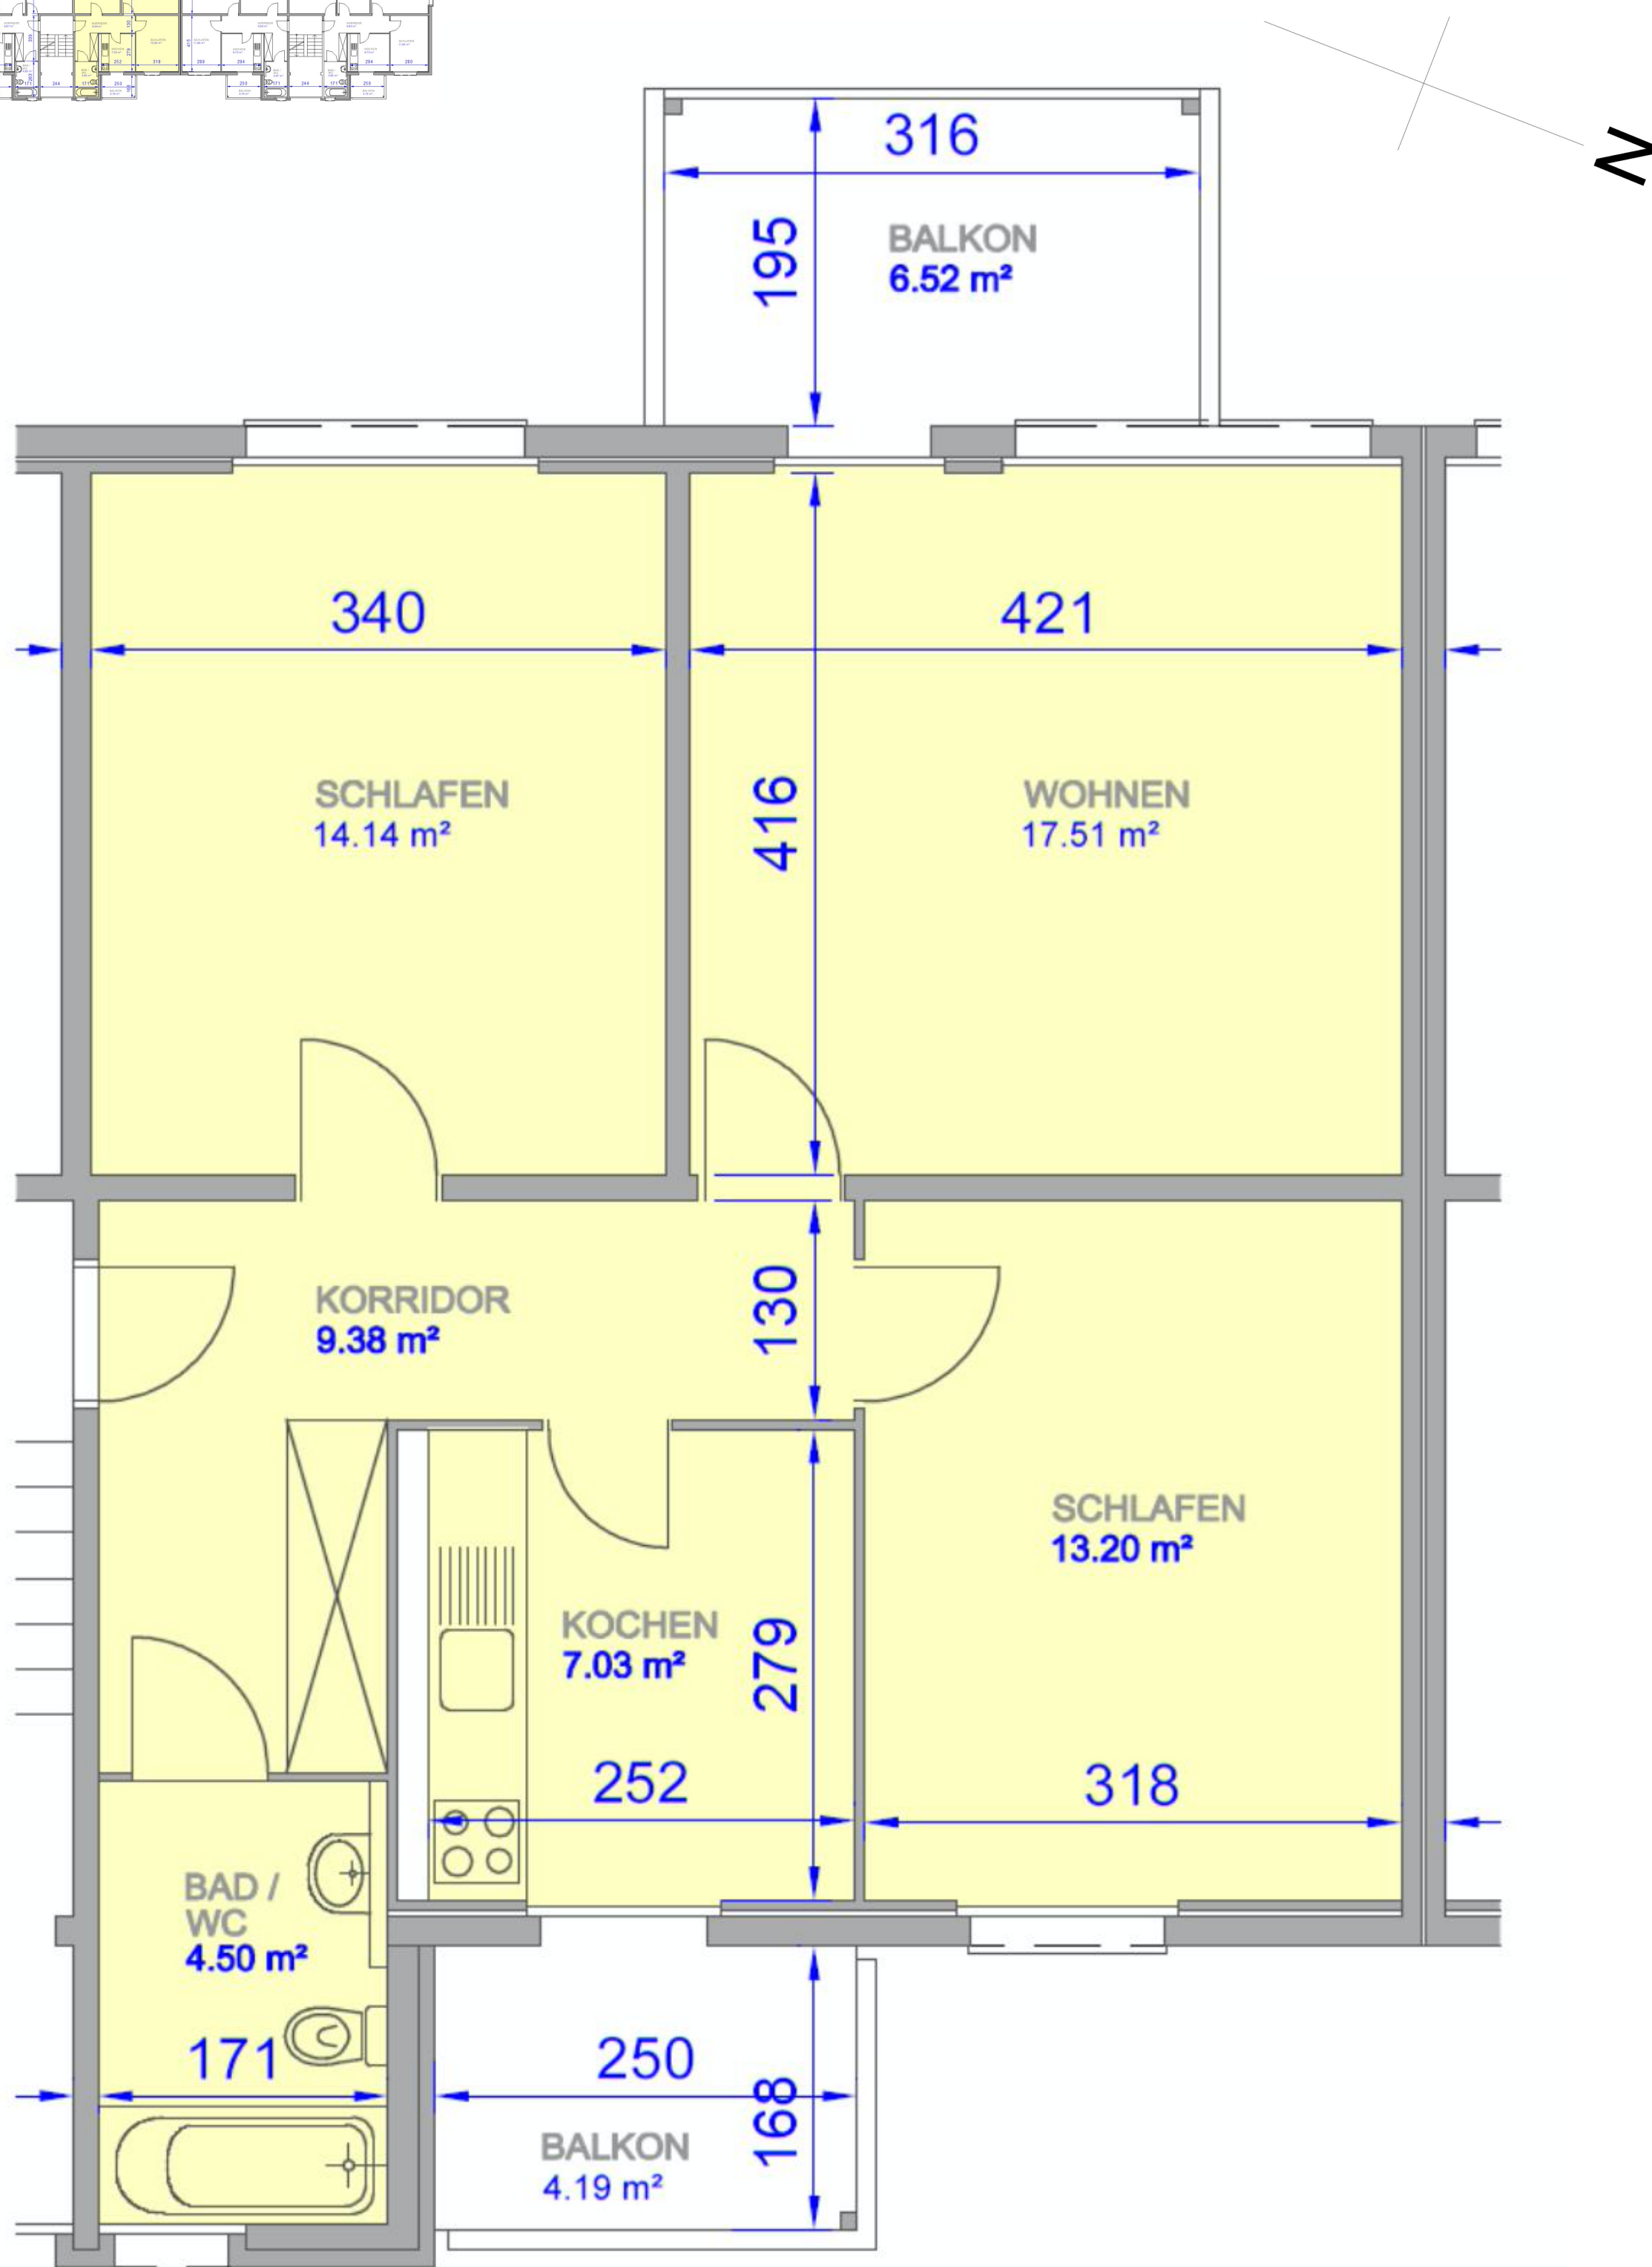 316
N
195
BALKON
6.52 m²
340
421
416
SCHLAFEN
14.14 m²
WOHNEN
17.51 m²
130
KORRIDOR
9.38 m²
SCHLAFEN
13.20 m²
KOCHEN
7.03 m²
279
252
318
BAD /
WC
4.50 m²
171
250
168
BALKON
4.19 m²